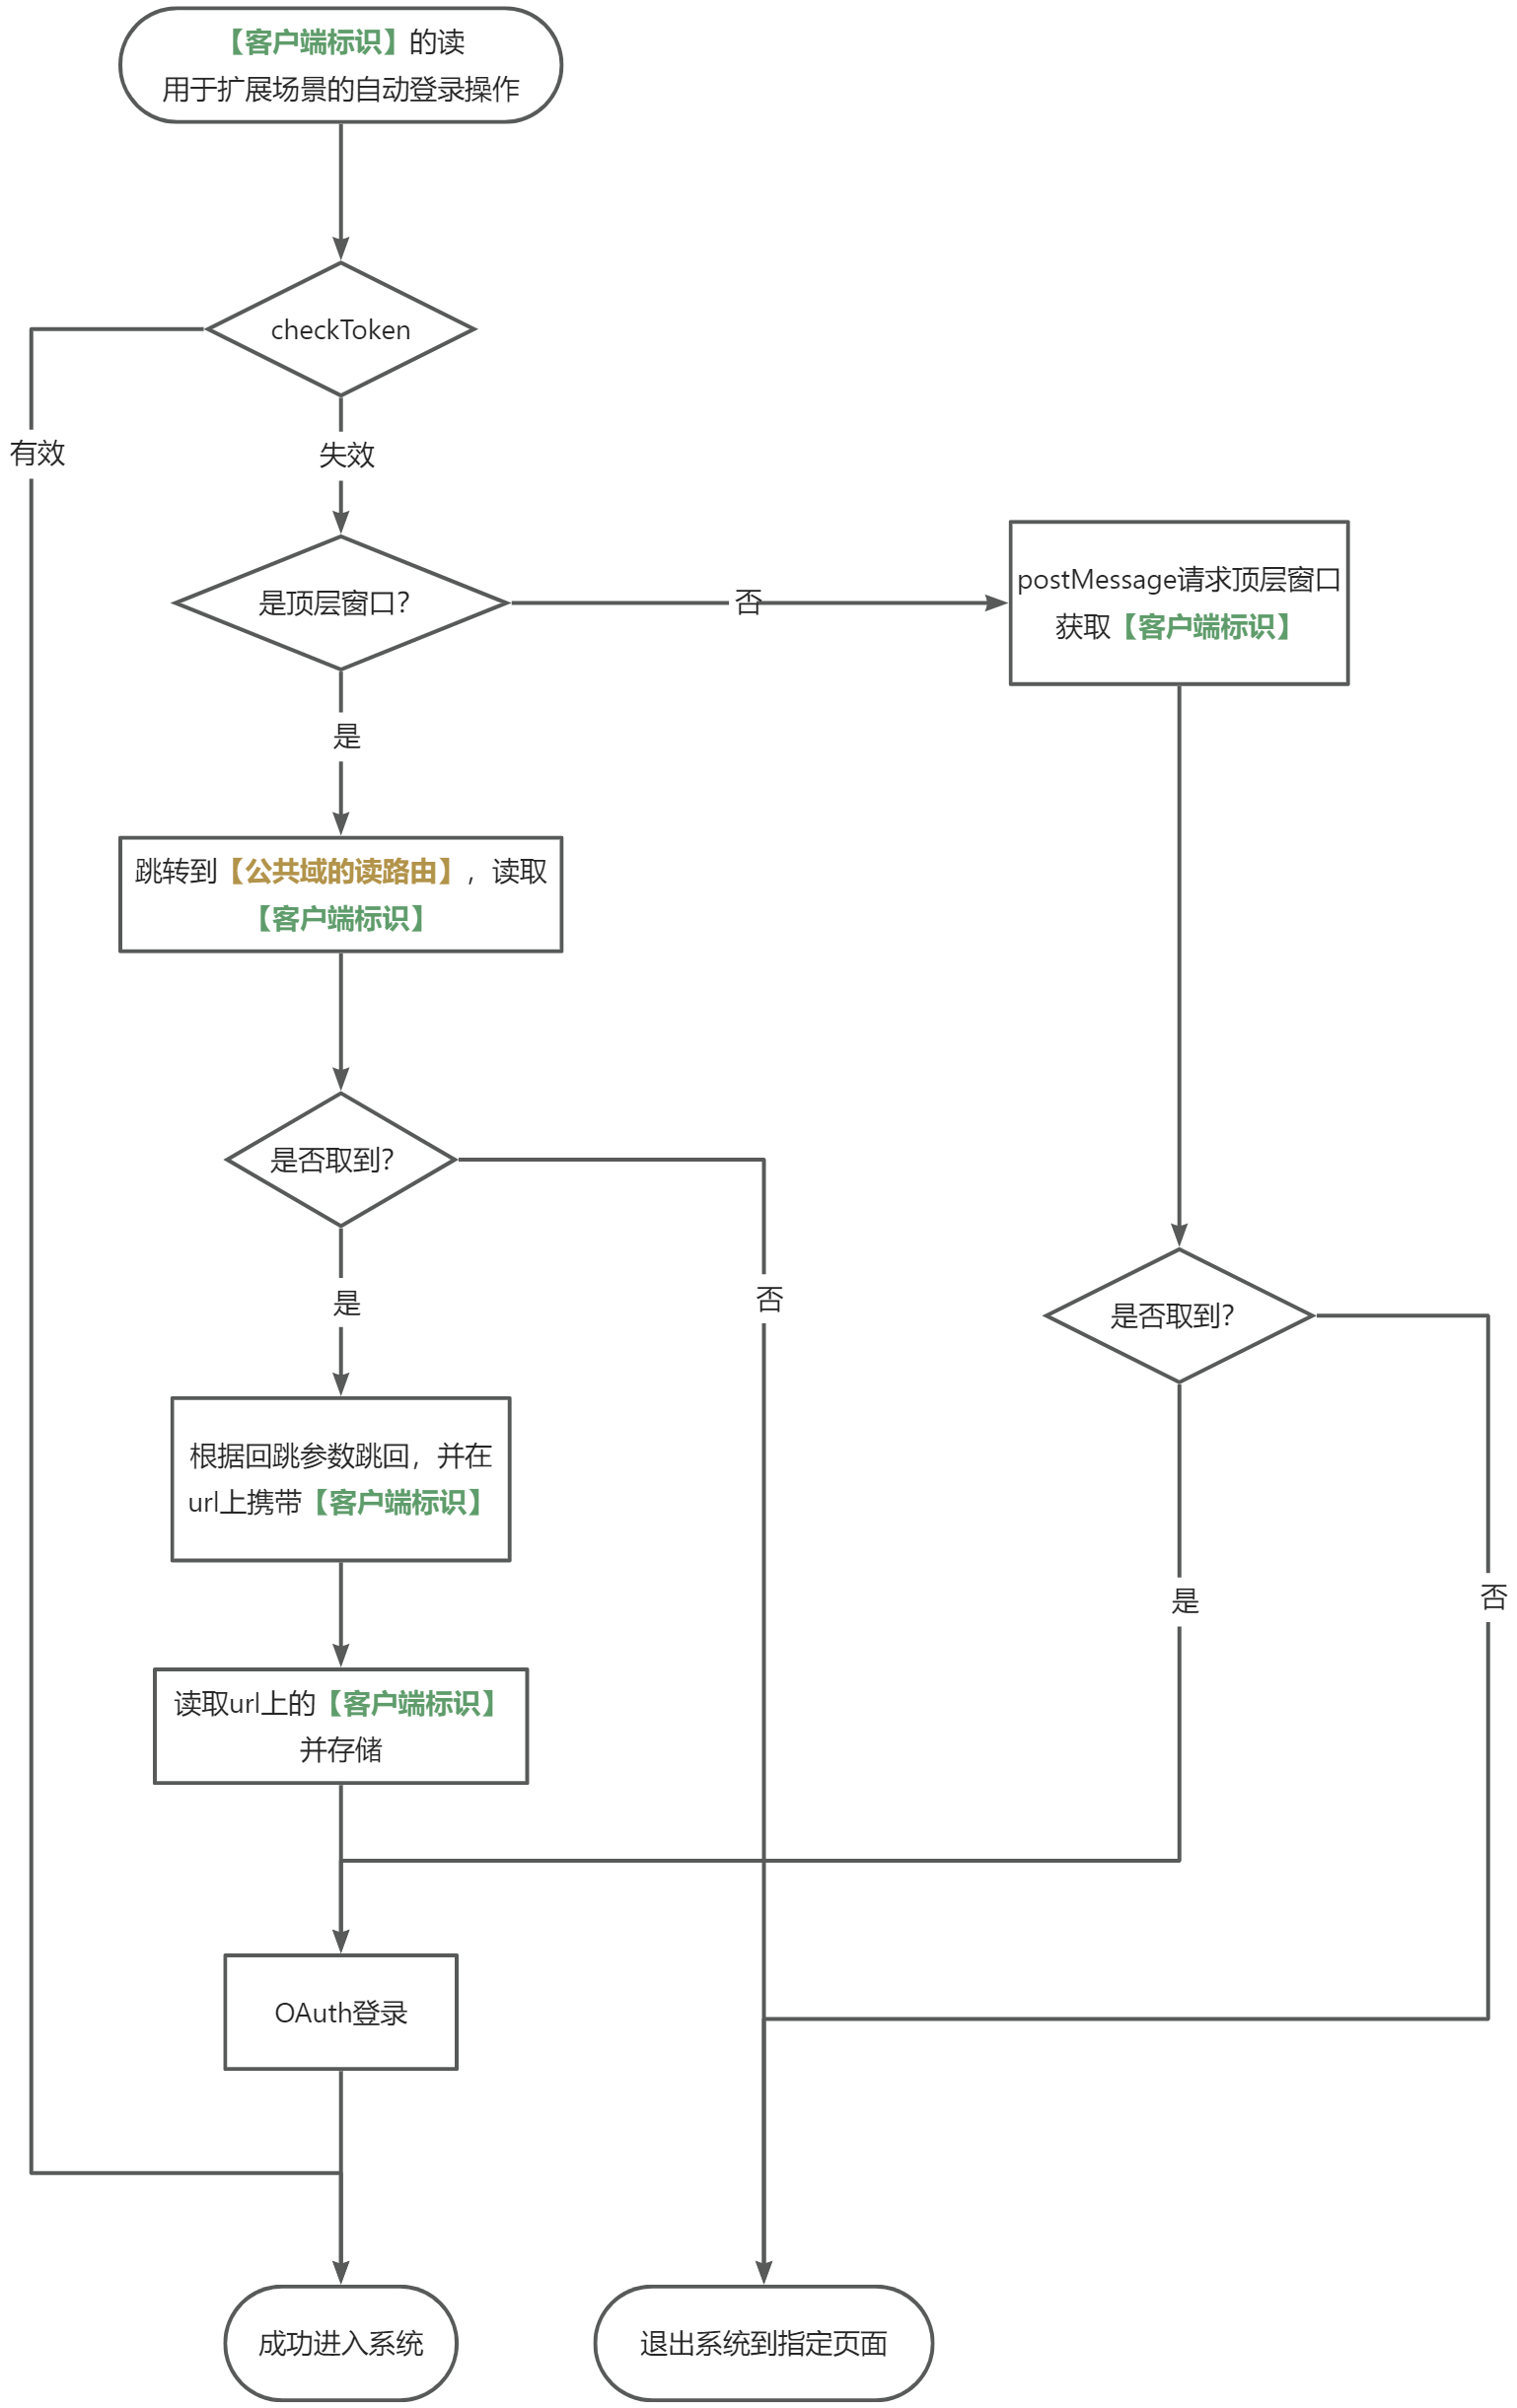 【客户端标识】的读
用于扩展场景的自动登录操作
checkToken
有效
失效
是顶层窗口？
否
postMessage请求顶层窗口
获取【客户端标识】
是
跳转到【公共域的读路由】，读取
【客户端标识】
是否取到？
否
是
是否取到？
根据回跳参数跳回，并在
url上携带【客户端标识】
是
否
读取url上的【客户端标识】
并存储
OAuth登录
成功进入系统
退出系统到指定页面